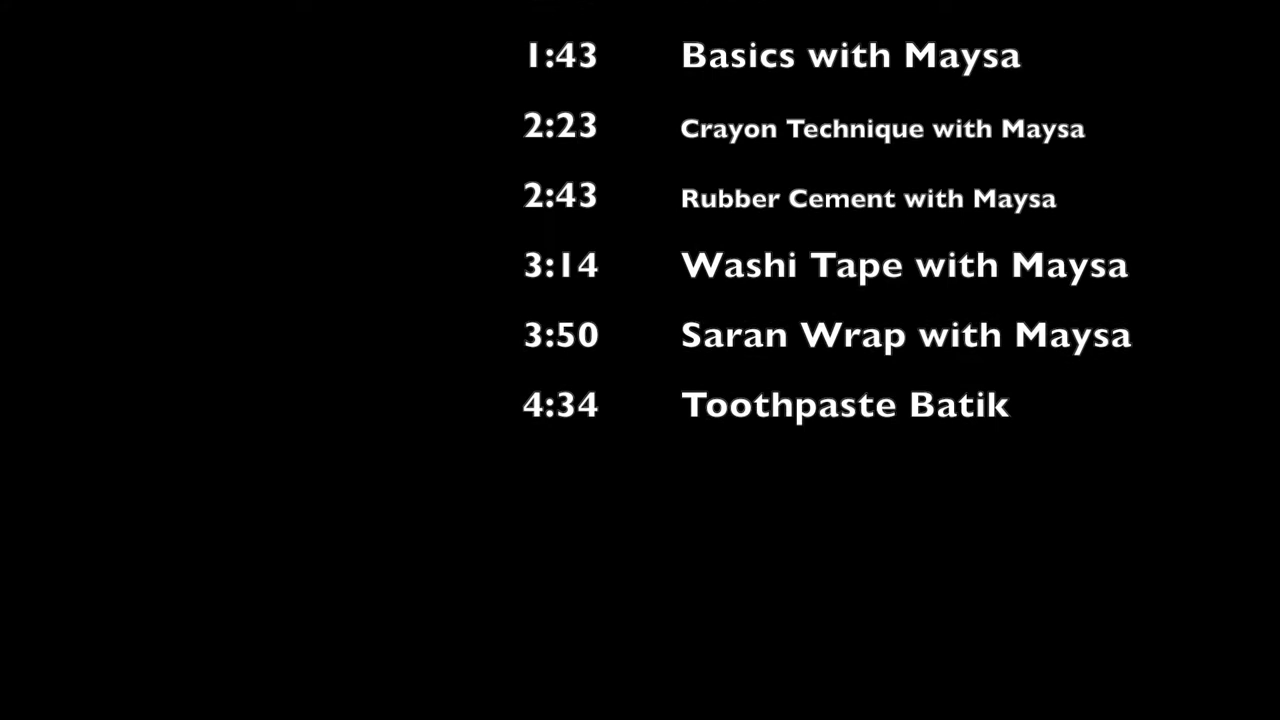 1:43 Basics with Maysa
2:23 Crayon Technique with Maysa
2:43 Rubber Cement with Maysa
3:14 Washi Tape with Maysa
3:50 Saran Wrap with Maysa
4:34 Toothpaste Batik